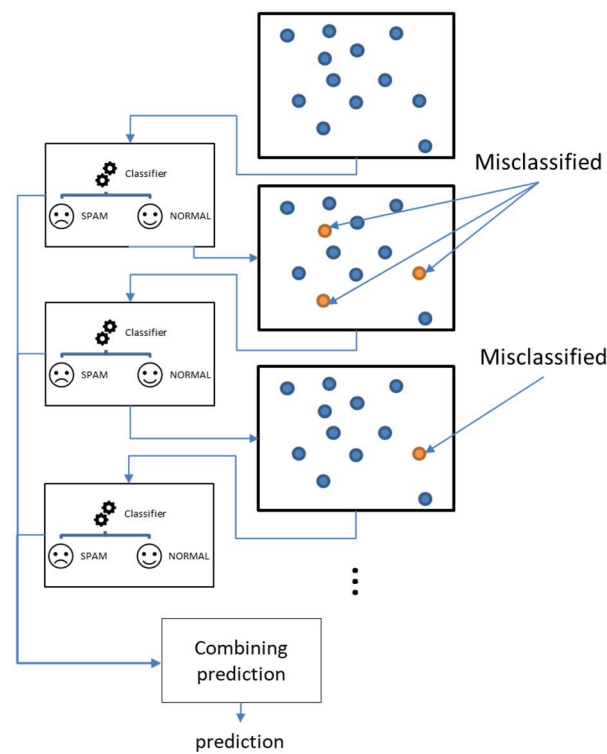 Misclassified
Classifier
SPAM NORMAL
Classifier
SPAM NORMAL
Misclassified
Classifier
SPAM NORMAL
Combining
prediction
prediction